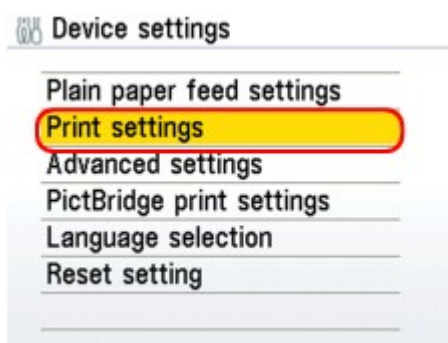 Device settings
Plain paper feed settings
Print settings
Advanced settings
PictBridge print settings
Language selection
Reset setting